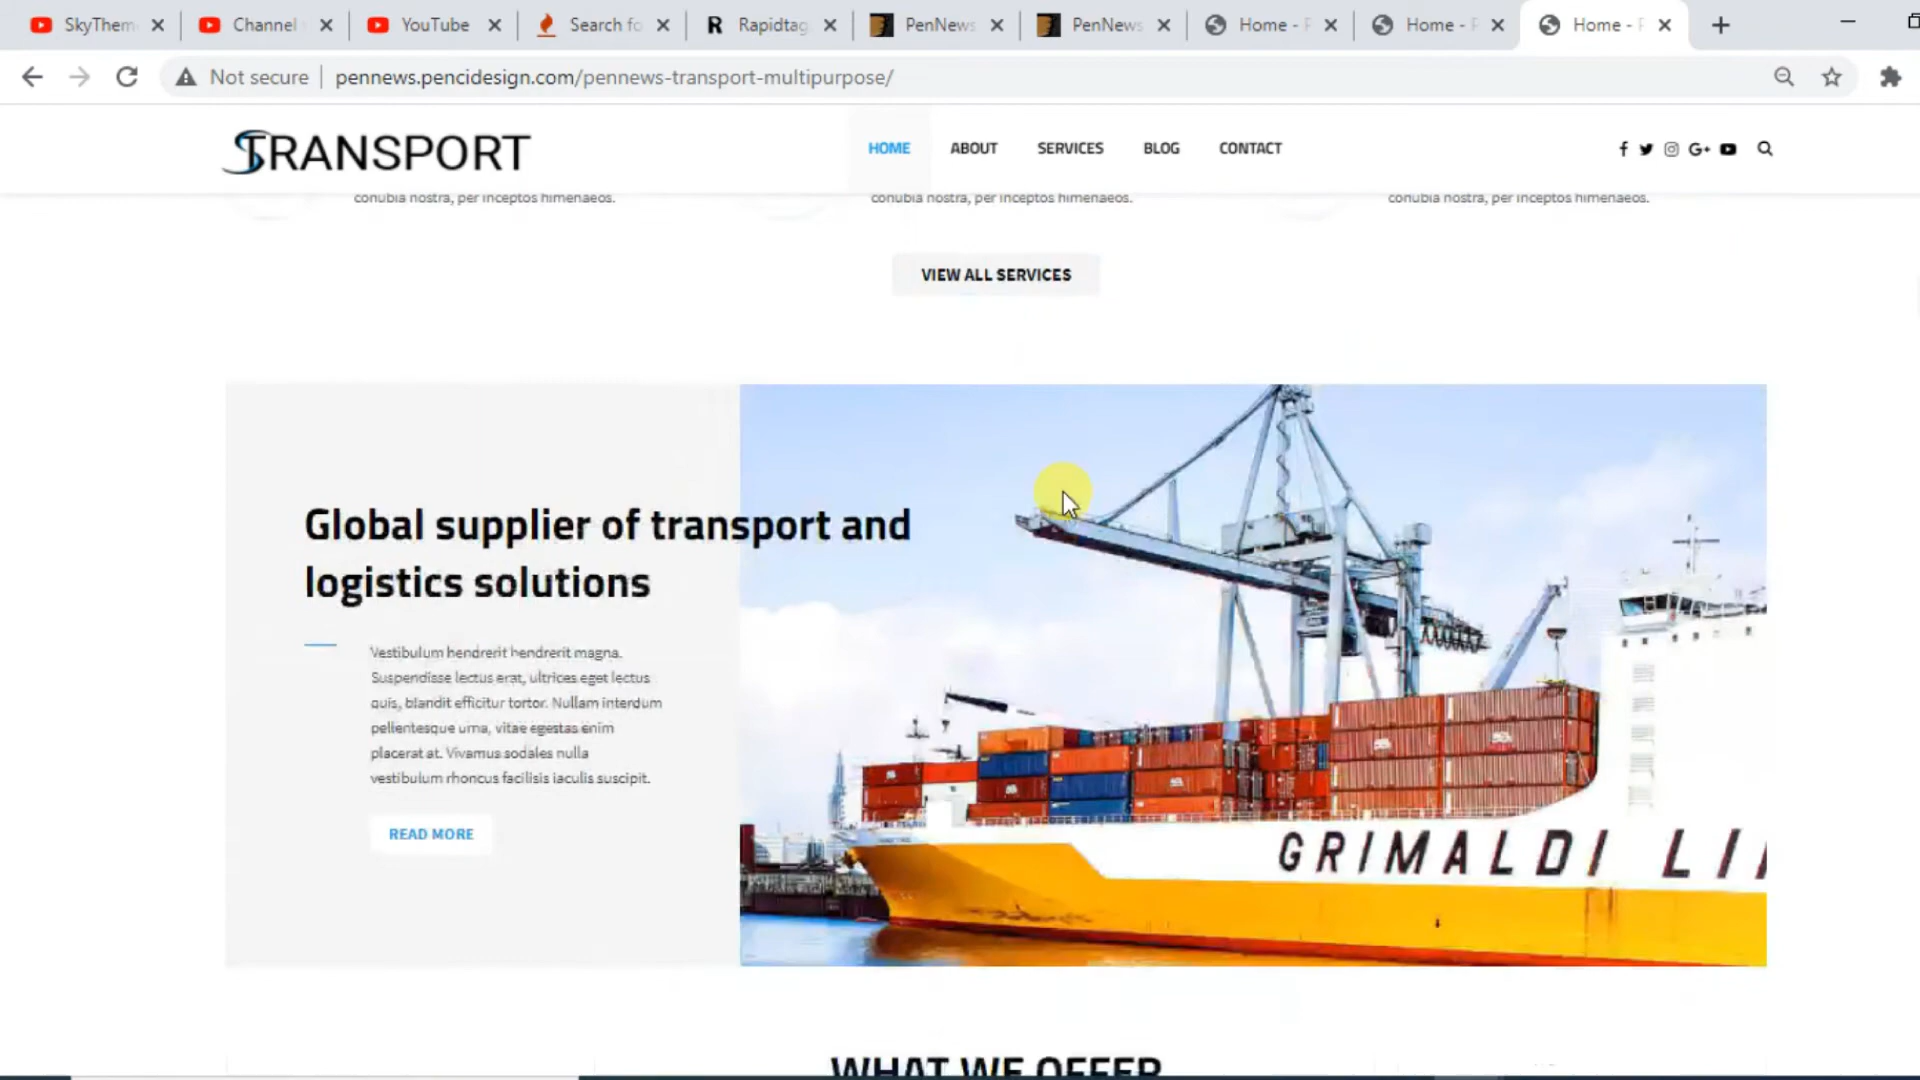 SkyThem
Channel
YouTube
Search fo
Rapidtag
PenNews
PenNews
Home - P
Home - P
Home - P
Not secure
pennews.pencidesign.com/pennews-transport-multipurpose/
TRANSPORT
HOME
ABOUT
SERVICES
BLOG
CONTACT
conubia nostra, per inceptos himenaeos.
conubia nostra, per inceptos himenaeos.
conubia nostra, per inceptos himenaeos.
VIEW ALL SERVICES
Global supplier of transport and
logistics solutions
Vestibulum hendrerit hendrerit magna.
Suspendisse lectus erat, ultrices eget lectus
quis, blandit efficitur tortor. Nullam interdum
pellentesque urna, vitae egestas enim
placerat at. Vivamus sodales nulla
vestibulum rhoncus facilisis iaculis suscipit.
READ MORE
GRIMALDI LI
WHAT WE OFFER